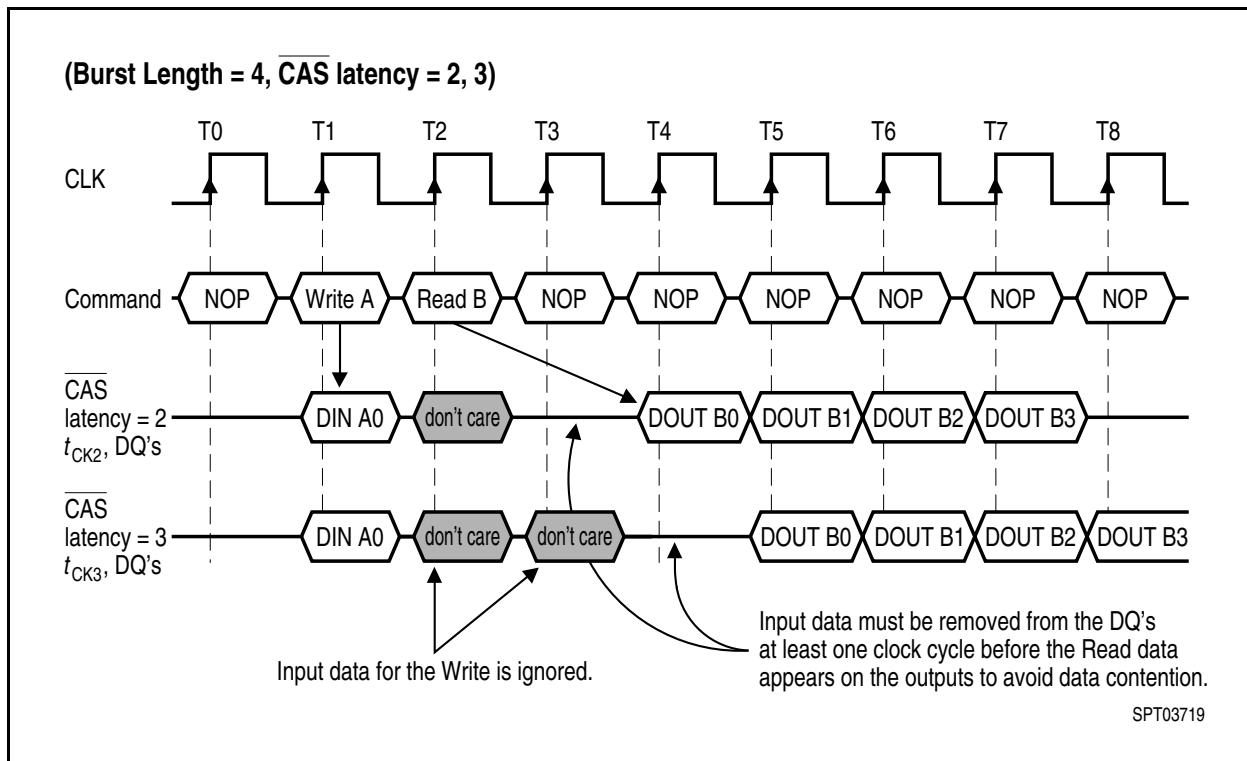 (Burst Length = 4, CAS latency = 2, 3)
T0 T1 T2 T3 T4 T5 T6 T7 T8
CLK
Command NOP Write A Read B NOP NOP NOP NOP NOP NOP
CAS
latency = 2
tCK2, DQ's
DIN A0 don't care DOUT B0 DOUT B1 DOUT B2 DOUT B3
CAS
latency = 3
tCK3, DQ's
DIN A0 don't care don't care DOUT B0 DOUT B1 DOUT B2 DOUT B3
Input data for the Write is ignored.
Input data must be removed from the DQ's
at least one clock cycle before the Read data
appears on the outputs to avoid data contention.
SPT03719